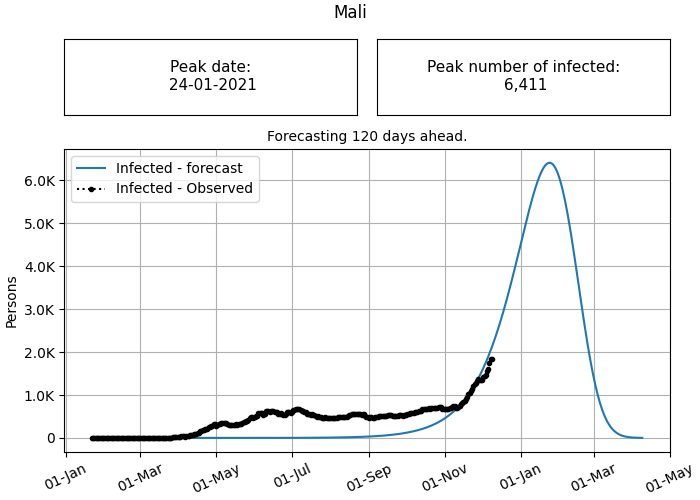 Mali
Peak date:
24-01-2021
Peak number of infected:
6,411
Forecasting 120 days ahead.
Infected - forecast
Infected - Observed
6.0K
5.0K
4.0K
3.0K
2.0K
1.0K
0
Persons
01-Jan
01-Mar
01-May
01-Jul
01-Sep
01-Nov
01-Jan
01-Mar
01-May